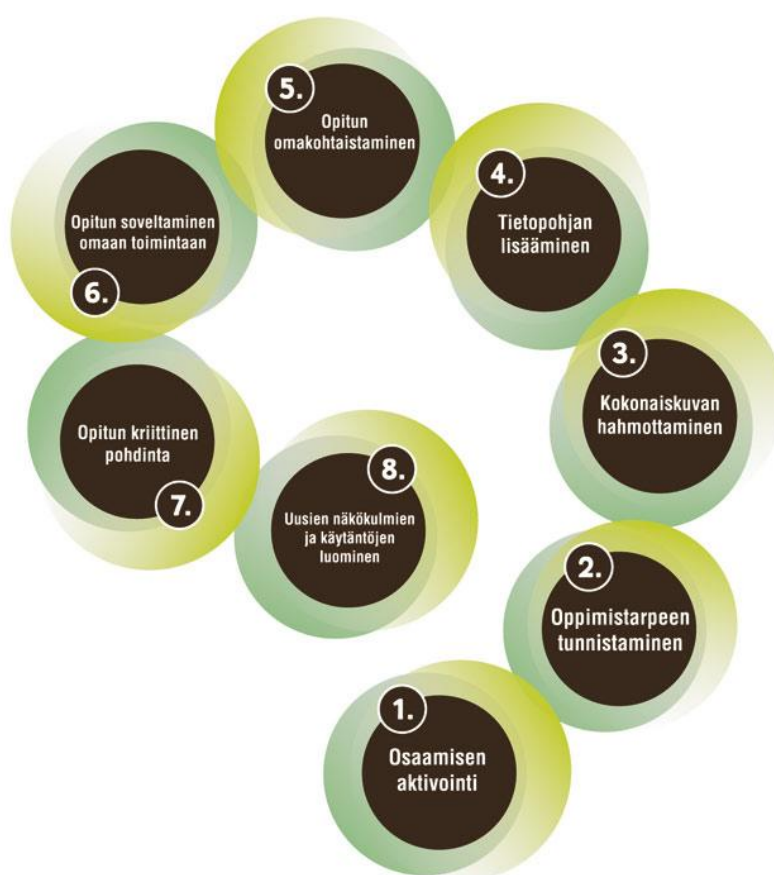 1.
Osaamisen
aktivointi
2.
Oppimistarpeen
tunnistaminen
3.
Kokonaiskuvan
hahmottaminen
4.
Tietopohjan
lisääminen
5.
Opitun
omakohtaistaminen
Opitun soveltaminen
omaan toimintaan
6.
Opitun kriittinen
pohdinta
7.
8.
Uusien näkökulmien
ja käytäntöjen
luominen